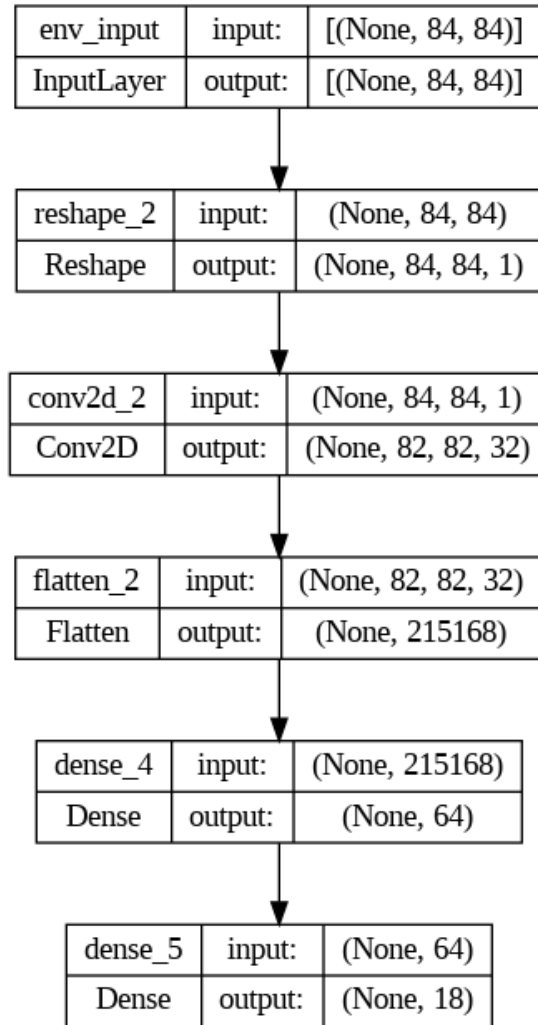 env_input input: [(None, 84, 84)]
InputLayer output: [(None, 84, 84)]
reshape_2 input: (None, 84, 84)
Reshape output: (None, 84, 84, 1)
conv2d_2 input: (None, 84, 84, 1)
Conv2D output: (None, 82, 82, 32)
flatten_2 input: (None, 82, 82, 32)
Flatten output: (None, 215168)
dense_4 input: (None, 215168)
Dense output: (None, 64)
dense_5 input: (None, 64)
Dense output: (None, 18)